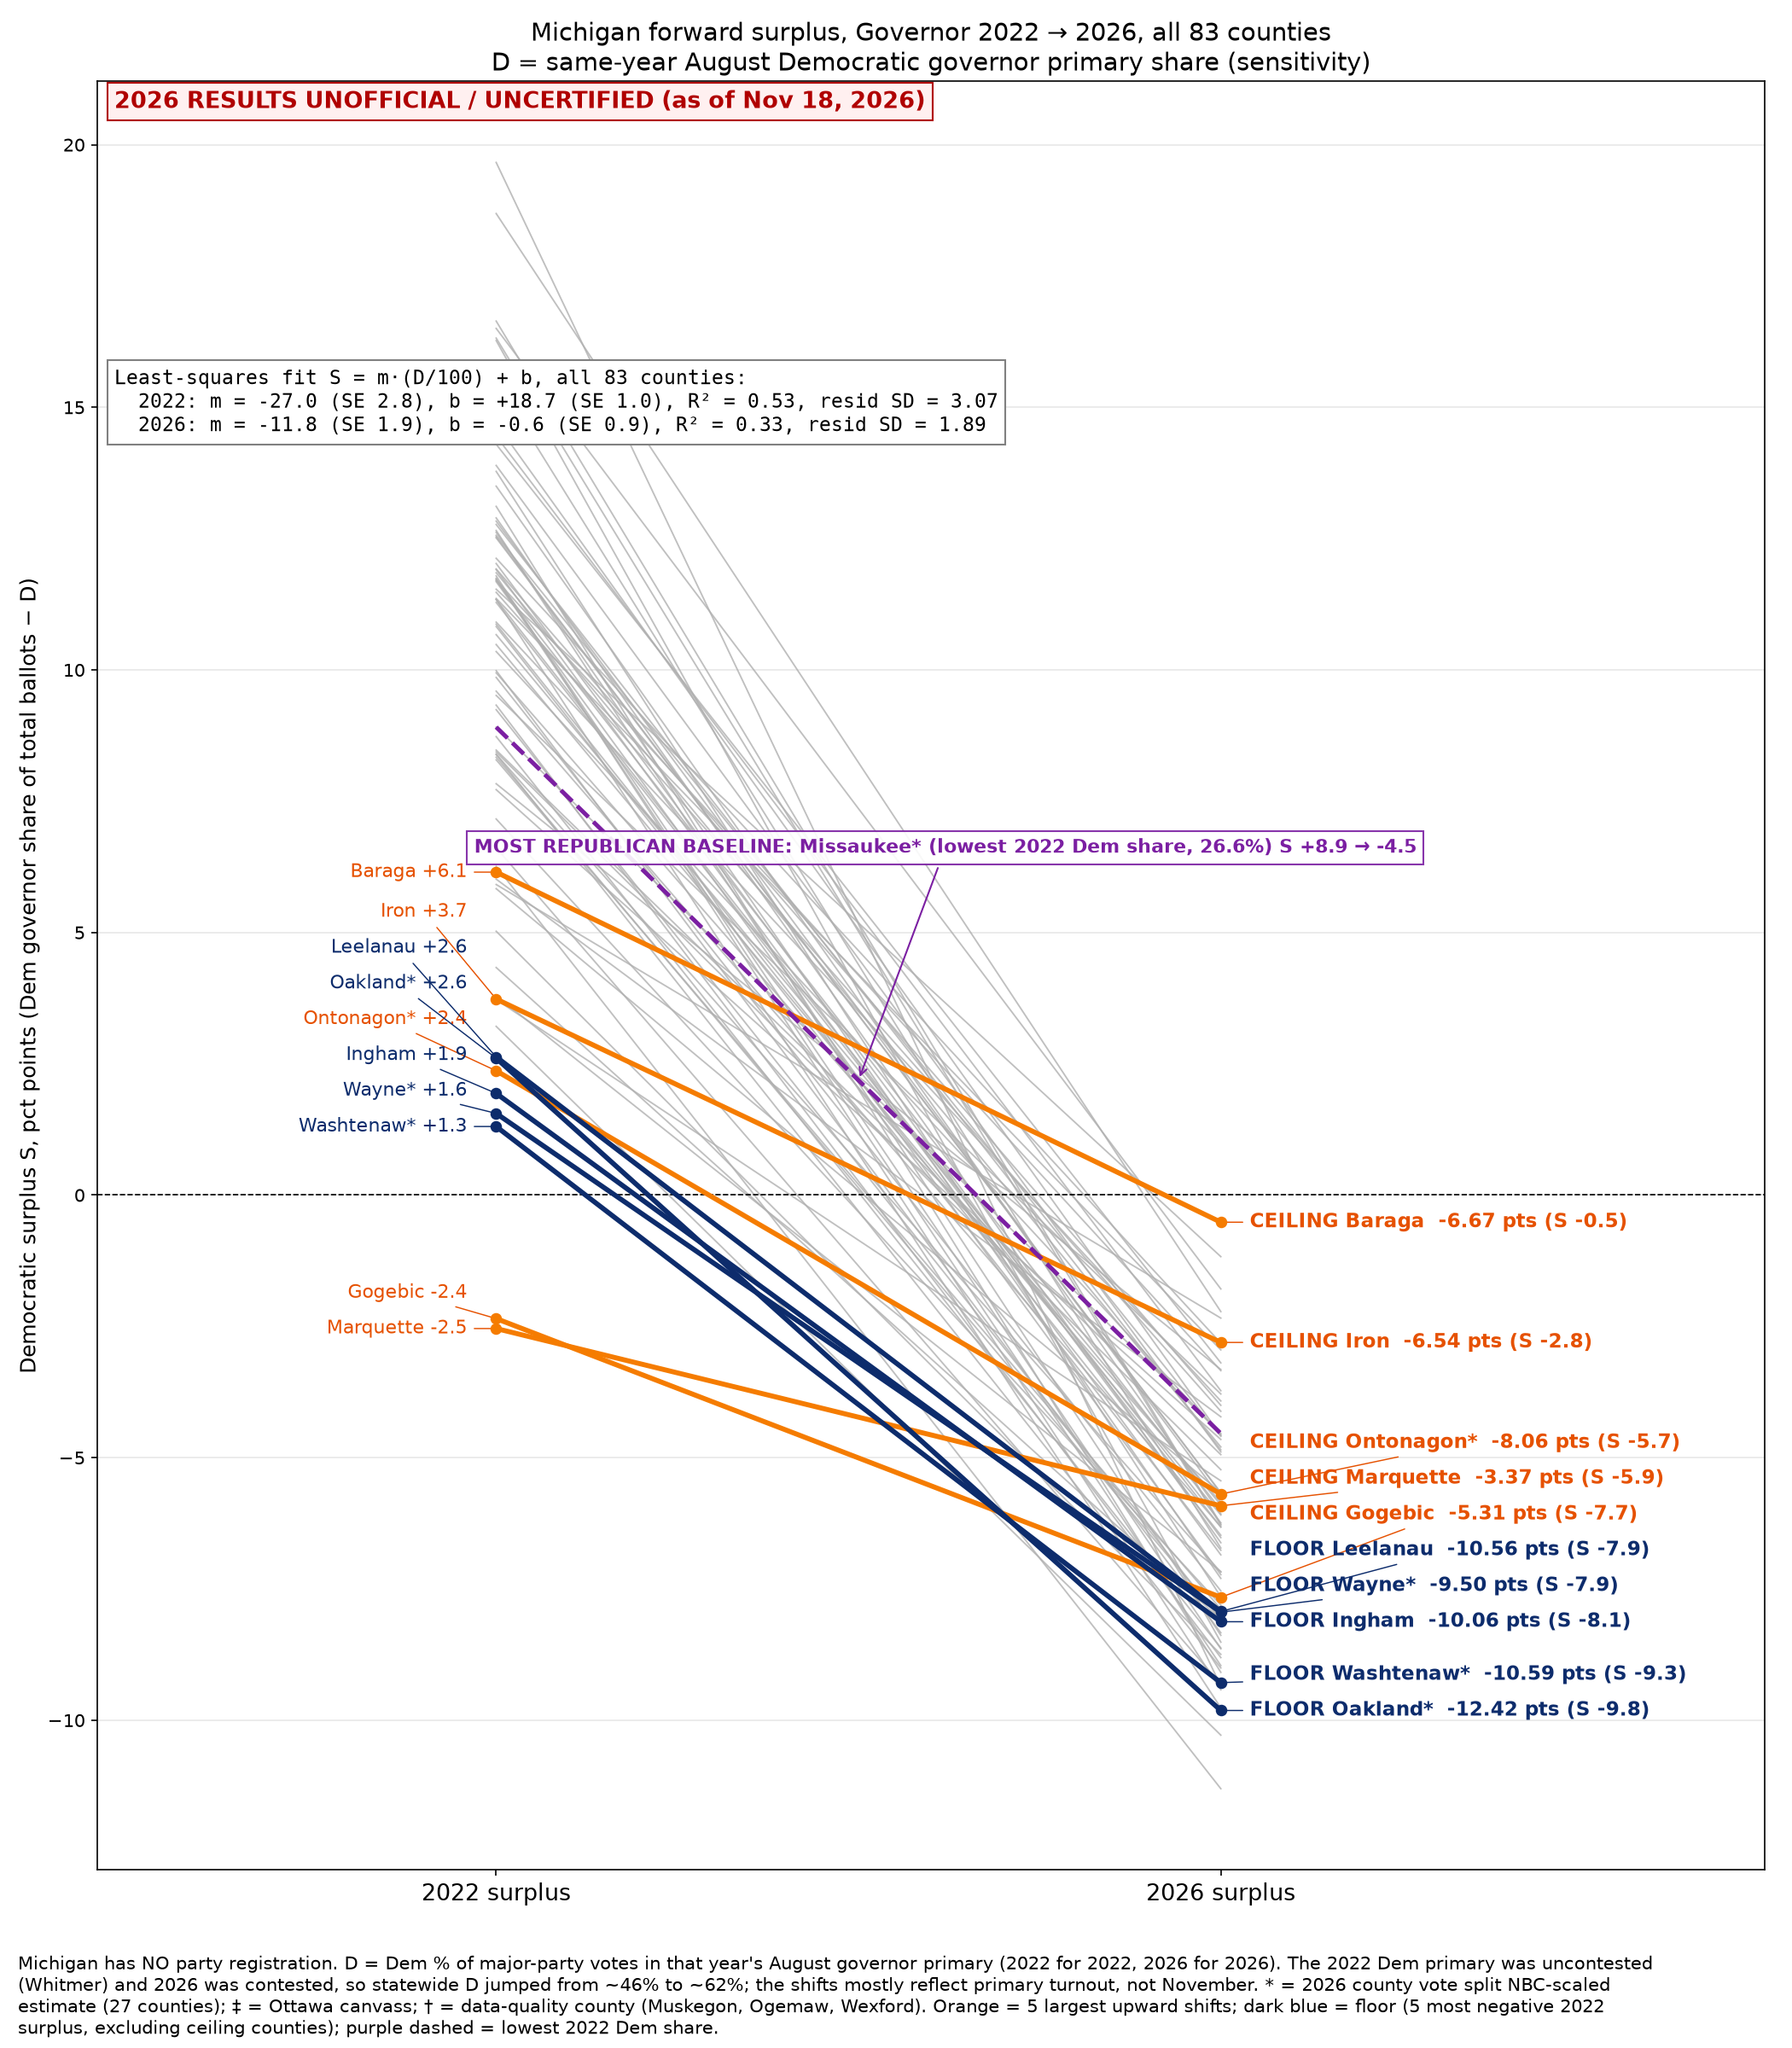 Michigan forward surplus, Governor 2022 → 2026, all 83 counties
D = same-year August Democratic governor primary share (sensitivity)
2026 RESULTS UNOFFICIAL / UNCERTIFIED (as of Nov 18, 2026)
Least-squares fit S = m·(D/100) + b, all 83 counties:
2022: m = -27.0 (SE 2.8), b = +18.7 (SE 1.0), R² = 0.53, resid SD = 3.07
2026: m = -11.8 (SE 1.9), b = -0.6 (SE 0.9), R² = 0.33, resid SD = 1.89
Democratic surplus S, pct points (Dem governor share of total ballots − D)
20
15
10
5
0
−5
−10
MOST REPUBLICAN BASELINE: Missaukee* (lowest 2022 Dem share, 26.6%) S +8.9 → -4.5
Baraga +6.1
Iron +3.7
Leelanau +2.6
Oakland* +2.6
Ontonagon* +2.4
Ingham +1.9
Wayne* +1.6
Washtenaw* +1.3
Gogebic -2.4
Marquette -2.5
CEILING Baraga -6.67 pts (S -0.5)
CEILING Iron -6.54 pts (S -2.8)
CEILING Ontonagon* -8.06 pts (S -5.7)
CEILING Marquette -3.37 pts (S -5.9)
CEILING Gogebic -5.31 pts (S -7.7)
FLOOR Leelanau -10.56 pts (S -7.9)
FLOOR Wayne* -9.50 pts (S -7.9)
FLOOR Ingham -10.06 pts (S -8.1)
FLOOR Washtenaw* -10.59 pts (S -9.3)
FLOOR Oakland* -12.42 pts (S -9.8)
2022 surplus
2026 surplus
Michigan has NO party registration. D = Dem % of major-party votes in that year's August governor primary (2022 for 2022, 2026 for 2026). The 2022 Dem primary was uncontested
(Whitmer) and 2026 was contested, so statewide D jumped from ~46% to ~62%; the shifts mostly reflect primary turnout, not November. * = 2026 county vote split NBC-scaled
estimate (27 counties); ‡ = Ottawa canvass; † = data-quality county (Muskegon, Ogemaw, Wexford). Orange = 5 largest upward shifts; dark blue = floor (5 most negative 2022
surplus, excluding ceiling counties); purple dashed = lowest 2022 Dem share.